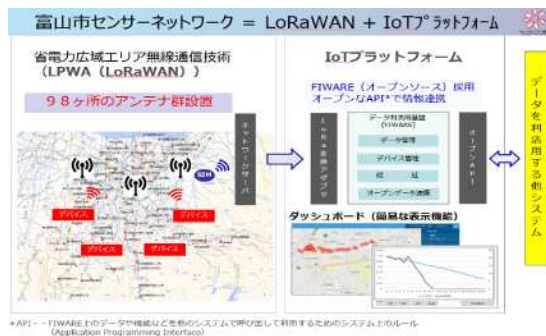 富山市センサーネットワーク = LoRaWAN + IoTﾌﾟﾗｯﾄﾌｫｰﾑ
省電力広域エリア無線通信技術
(LPWA（LoRaWAN）)
98ヶ所のアンテナ群設置
ネットワークサーバ
デバイス
デバイス
デバイス
デバイス
IoTプラットフォーム
FIWARE（オープンソース）採用
オープンなAPI*で情報連携
LoRa変換アダプタ
データ利活用基盤
(FIWARE)
データ管理
デバイス管理
オープンデータ連携
オープンAPI
ダッシュボード（簡易な表示機能）
データを利活用する他システム
*API・・FIWARE上のデータや機能などを他のシステムで呼び出して利用するためのシステム上のルール
(Application Programming Interface)